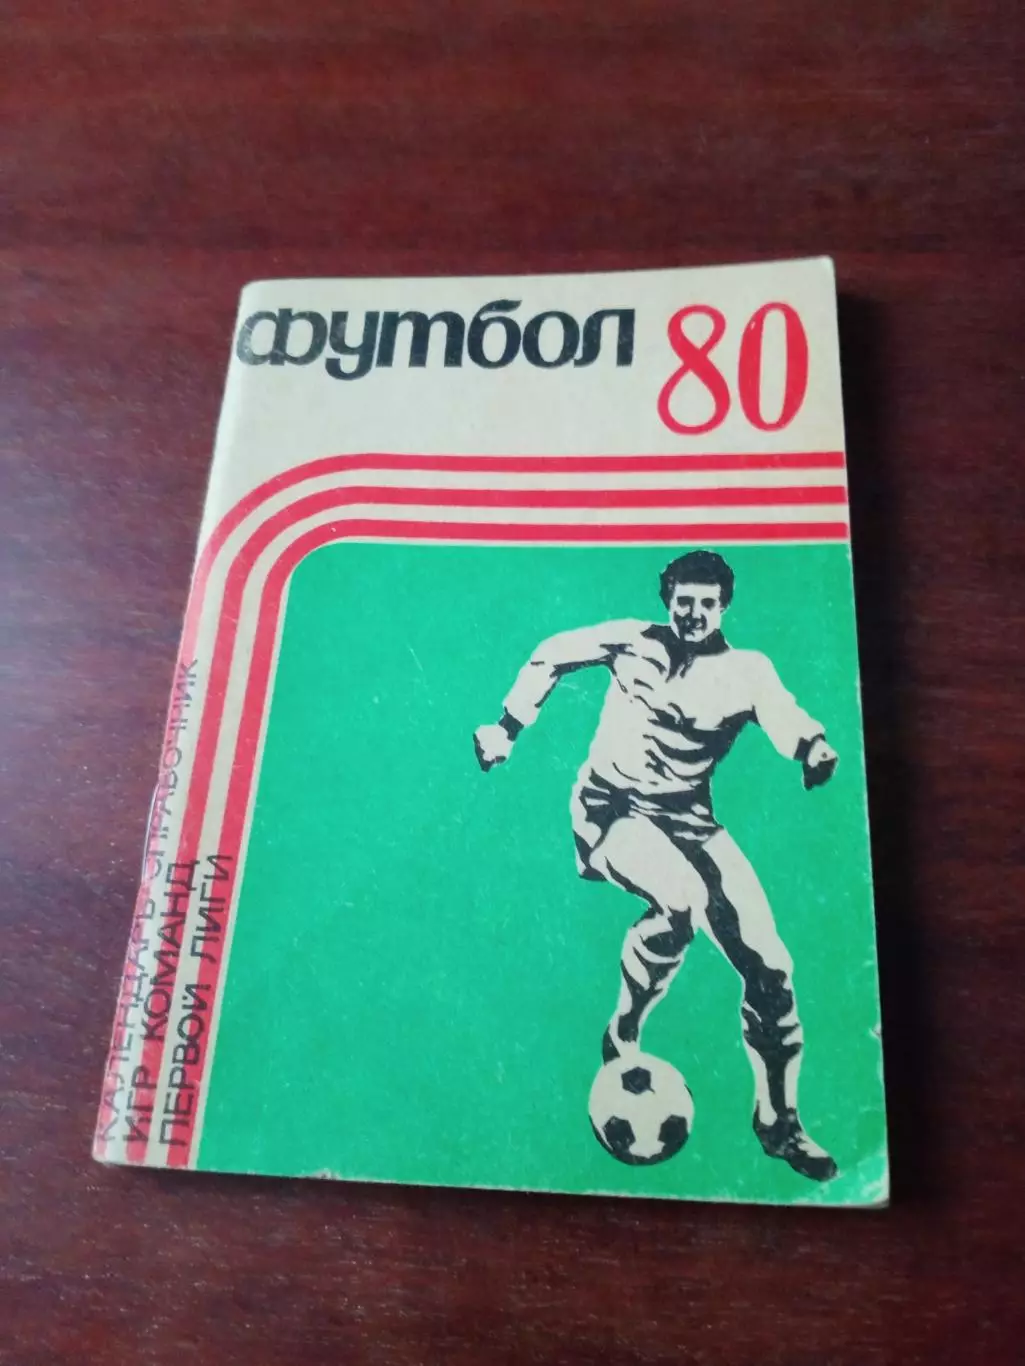 футбол 80
КАЛЕНДАРЬ-СПРАВОЧНИК
ИГР КОМАНД
ПЕРВОЙ ЛИГИ